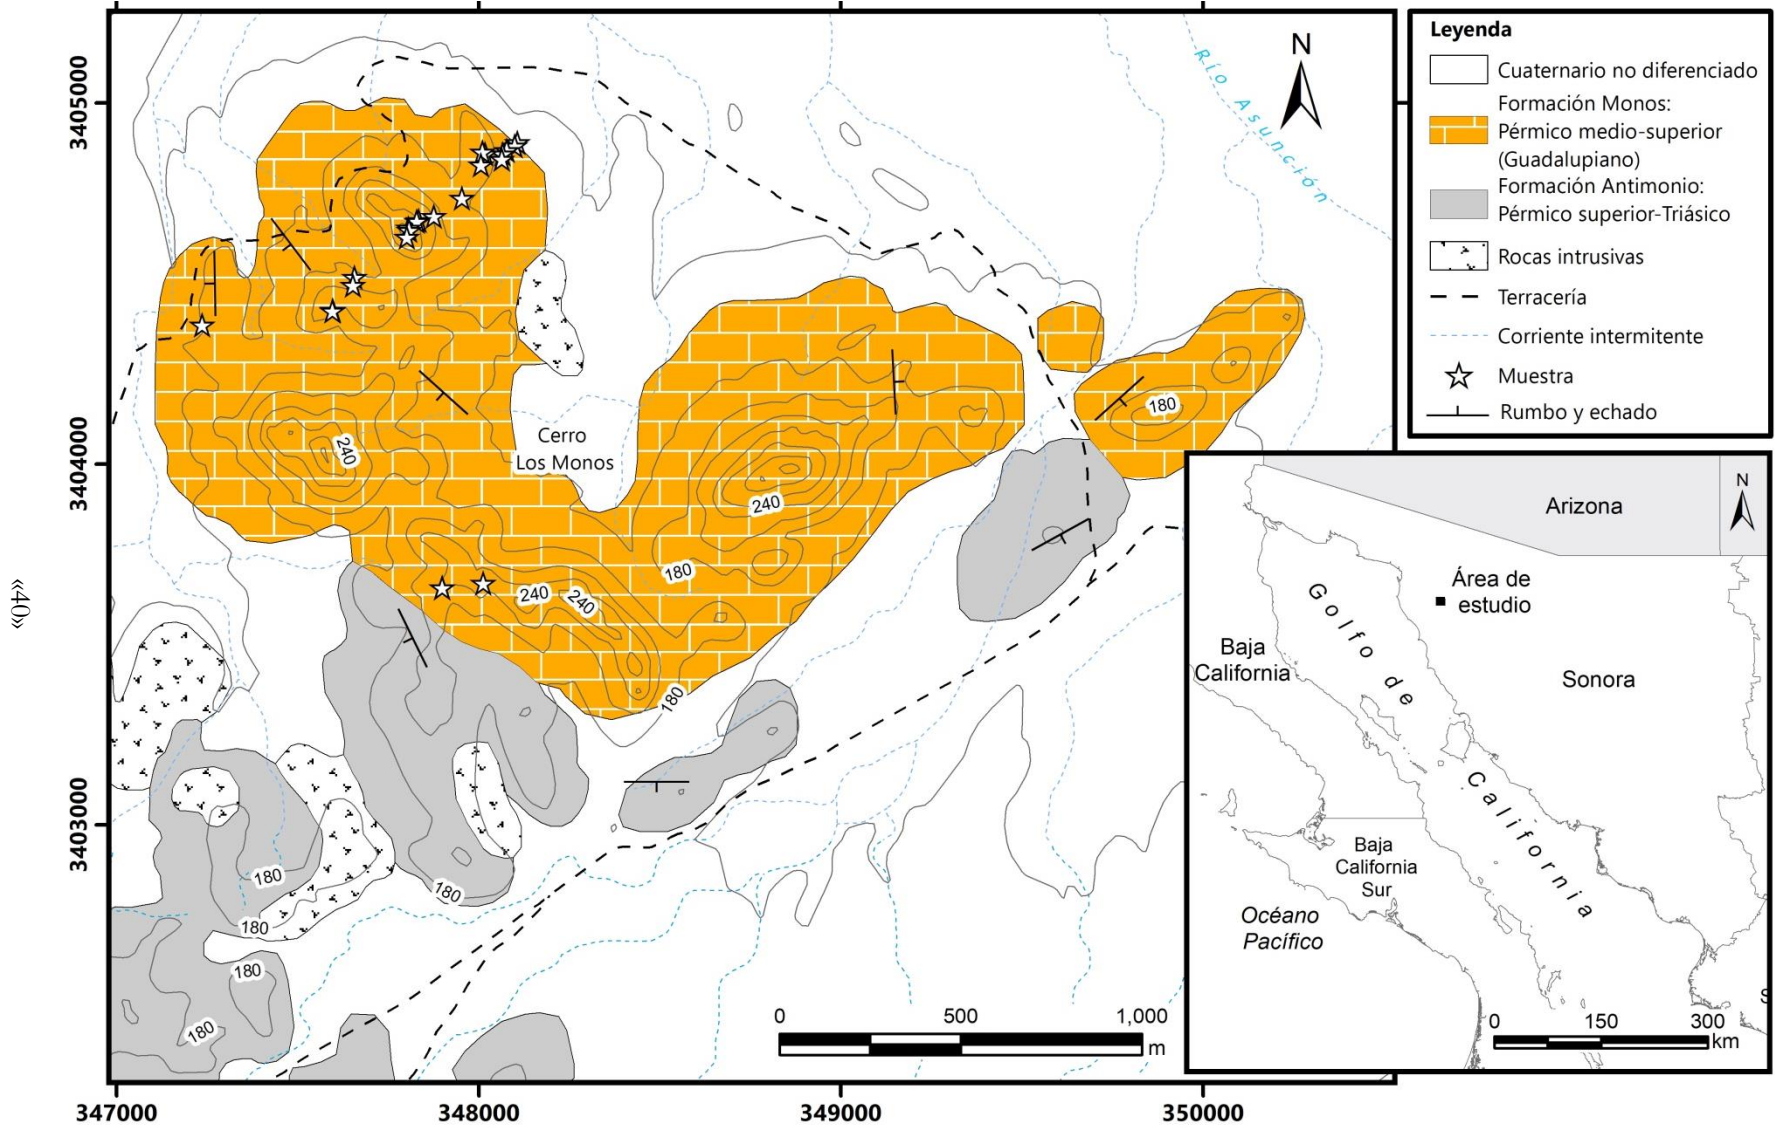 3405000
3404000
3403000
347000
348000
349000
350000
««40»»
N
Río Asunción
Cerro
Los Monos
240
240
180
180
240
240
180
180
180
180
180
180
180
0 500 1,000
m
Leyenda
Cuaternario no diferenciado
Formación Monos:
Pérmico medio-superior
(Guadalupiano)
Formación Antimonio:
Pérmico superior-Triásico
Rocas intrusivas
Terracería
Corriente intermitente
Muestra
Rumbo y echado
N
Arizona
Área de
estudio
Golfo de California
Baja
California
Sonora
Baja
California
Sur
Océano
Pacífico
0 150 300
km